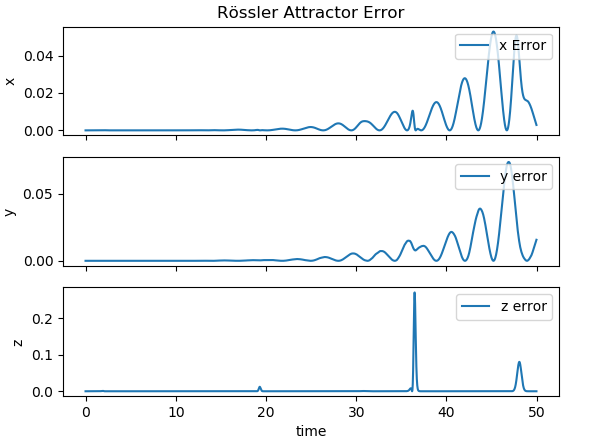 Rössler Attractor Error
x Error
0.04
0.02
0.00
x
y error
0.05
0.00
y
z error
0.2
0.1
0.0
z
0 10 20 30 40 50
time